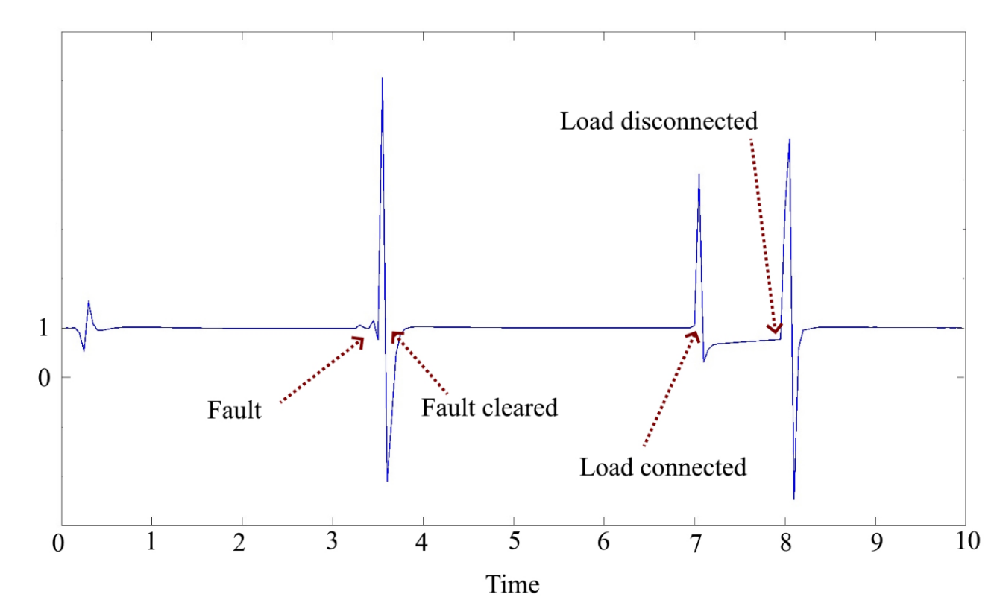 Load disconnected
1
0
Fault
Fault cleared
Load connected
0 1 2 3 4 5 6 7 8 9 10
Time